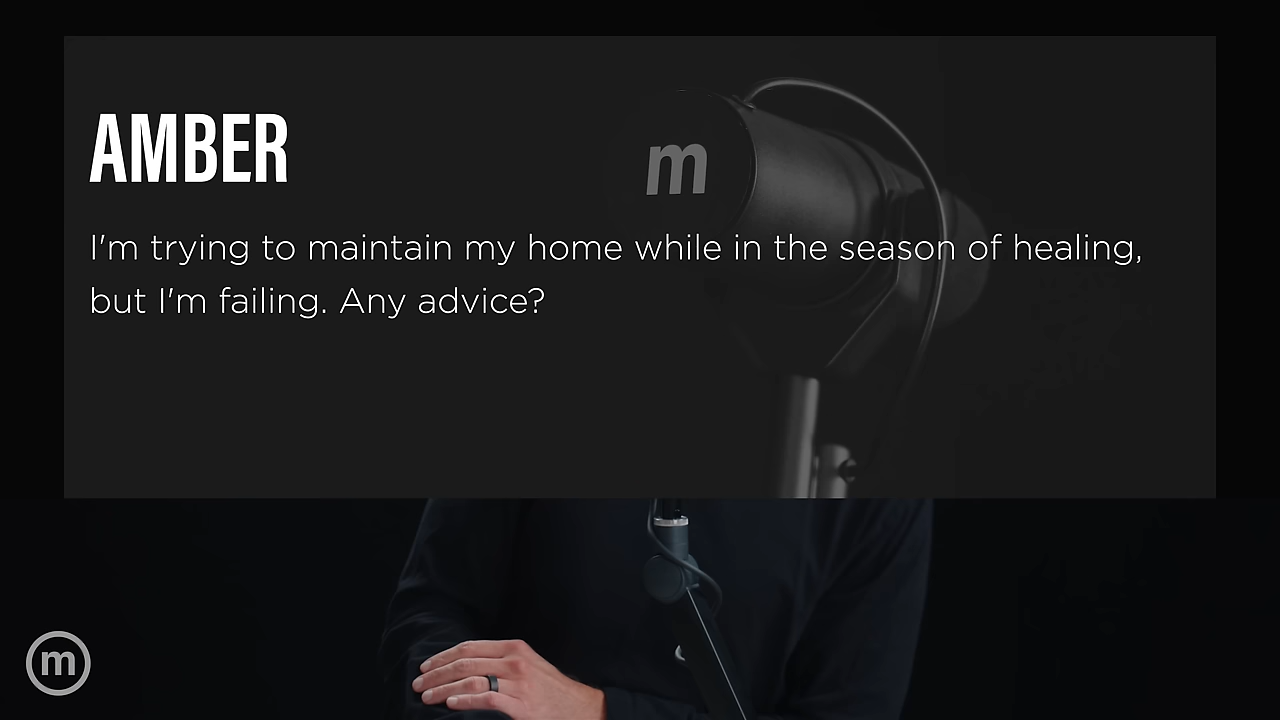 AMBER
m
I'm trying to maintain my home while in the season of healing,
but I'm failing. Any advice?
m